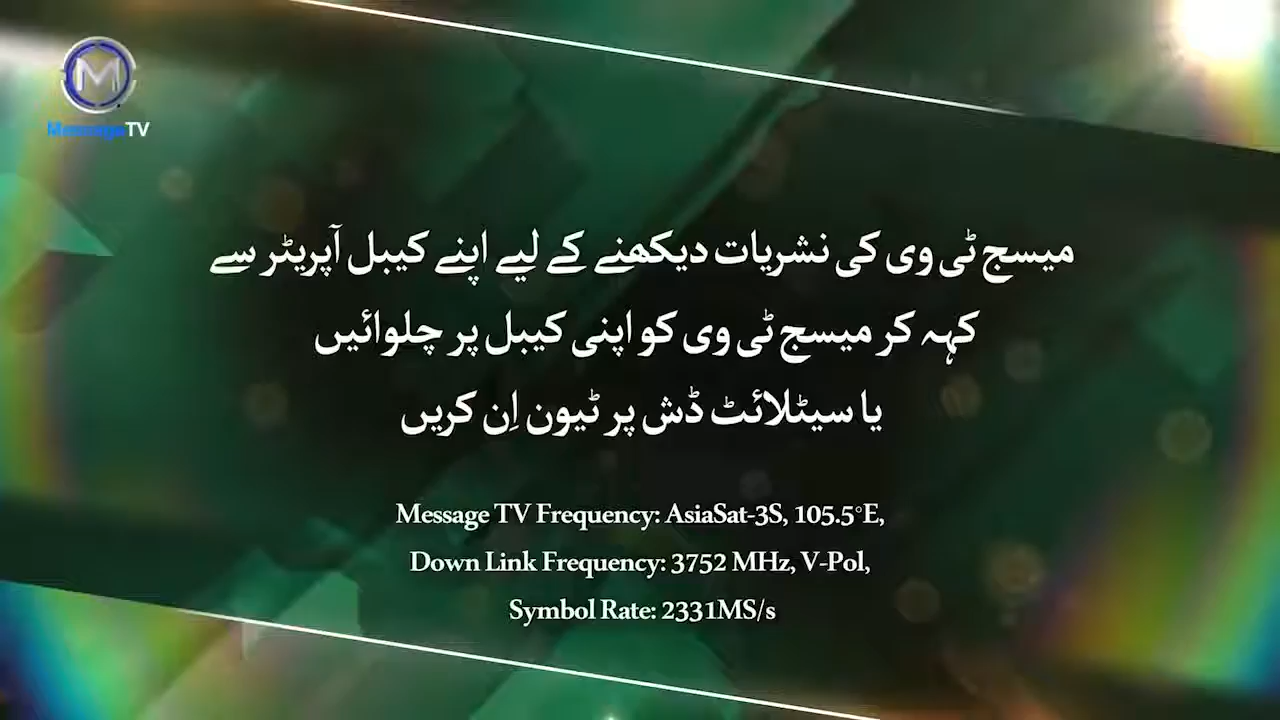 Message TV
میسج ٹی وی کی نشریات دیکھنے کے لیے اپنے کیبل آپریٹر سے
کہہ کر میسج ٹی وی کو اپنی کیبل پر چلوائیں
یا سیٹلائٹ ڈش پر ٹیون اِن کریں
Message TV Frequency: AsiaSat-3S, 105.5°E,
Down Link Frequency: 3752 MHz, V-Pol,
Symbol Rate: 2331MS/s